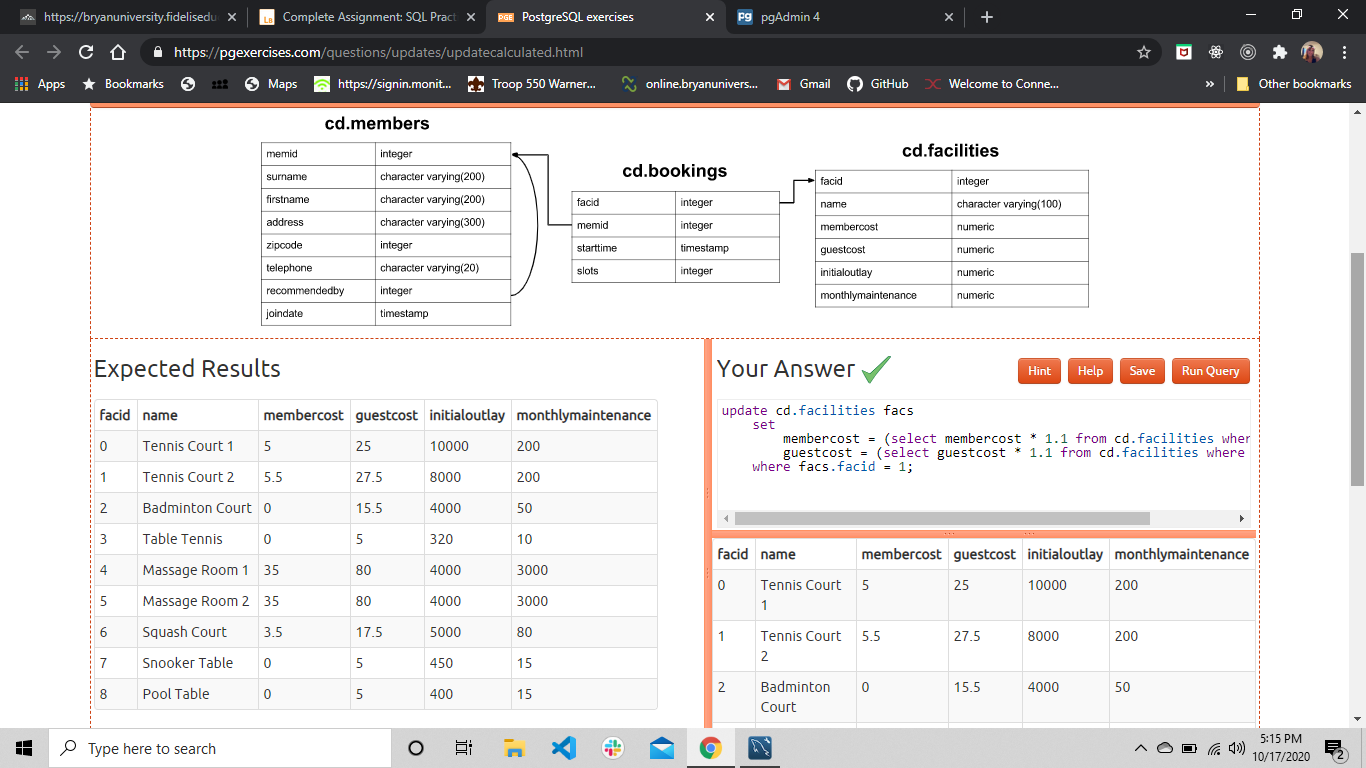 https://bryanuniversity.fidelisedu
Complete Assignment: SQL Pract
PostgreSQL exercises
pgAdmin 4
https://pgexercises.com/questions/updates/updatecalculated.html
Apps
Bookmarks
Maps
https://signin.monit...
Troop 550 Warner...
online.bryanunivers...
Gmail
GitHub
Welcome to Conne...
»
Other bookmarks
cd.members
memid integer
surname character varying(200)
firstname character varying(200)
address character varying(300)
zipcode integer
telephone character varying(20)
recommendedby integer
joindate timestamp
cd.bookings
facid integer
memid integer
starttime timestamp
slots integer
cd.facilities
facid integer
name character varying(100)
membercost numeric
guestcost numeric
initialoutlay numeric
monthlymaintenance numeric
Expected Results
facid name membercost guestcost initialoutlay monthlymaintenance
0 Tennis Court 1 5 25 10000 200
1 Tennis Court 2 5.5 27.5 8000 200
2 Badminton Court 0 15.5 4000 50
3 Table Tennis 0 5 320 10
4 Massage Room 1 35 80 4000 3000
5 Massage Room 2 35 80 4000 3000
6 Squash Court 3.5 17.5 5000 80
7 Snooker Table 0 5 450 15
8 Pool Table 0 5 400 15
Your Answer
Hint
Help
Save
Run Query
update cd.facilities facs
set
membercost = (select membercost * 1.1 from cd.facilities wher
guestcost = (select guestcost * 1.1 from cd.facilities where
where facs.facid = 1;
facid name membercost guestcost initialoutlay monthlymaintenance
0 Tennis Court 5 25 10000 200
1
1 Tennis Court 5.5 27.5 8000 200
2
2 Badminton 0 15.5 4000 50
Court
Type here to search
5:15 PM
10/17/2020
2